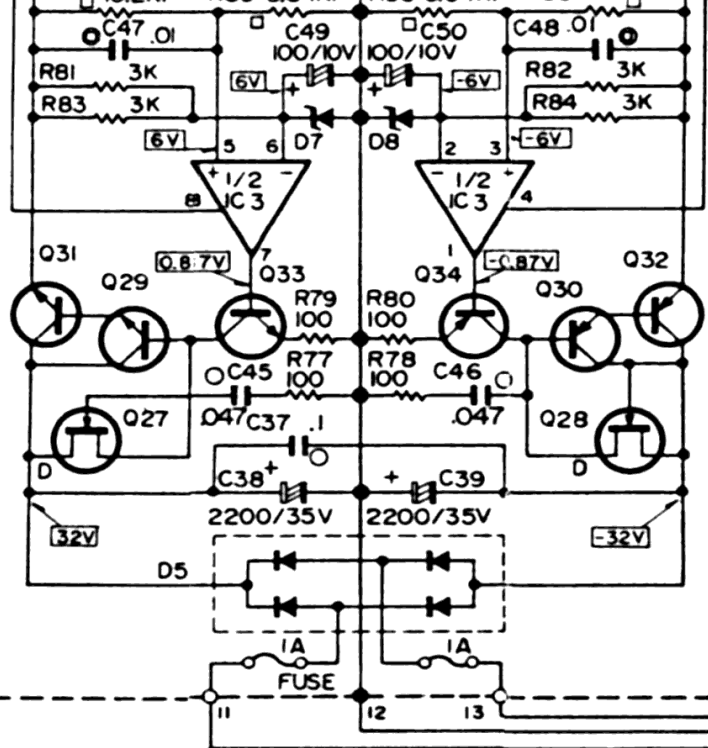 C47 .01
C49
100/10V
C50
100/10V
C48 .01
R81 3K
R83 3K
6V
+
+
-6V
R82 3K
R84 3K
6V
5
6
D7
D8
2
3
-6V
+
-
1/2
IC 3
8
-
+
1/2
IC 3
4
7
1
Q31
Q29
0.87V
Q33
Q34
-0.87V
Q30
Q32
R79
100
R80
100
C45
.047
R77
100
R78
100
C46
.047
Q27
D
C37 .1
Q28
D
C38 +
2200/35V
+ C39
2200/35V
32V
-32V
D5
1A
1A
FUSE
11
12
13